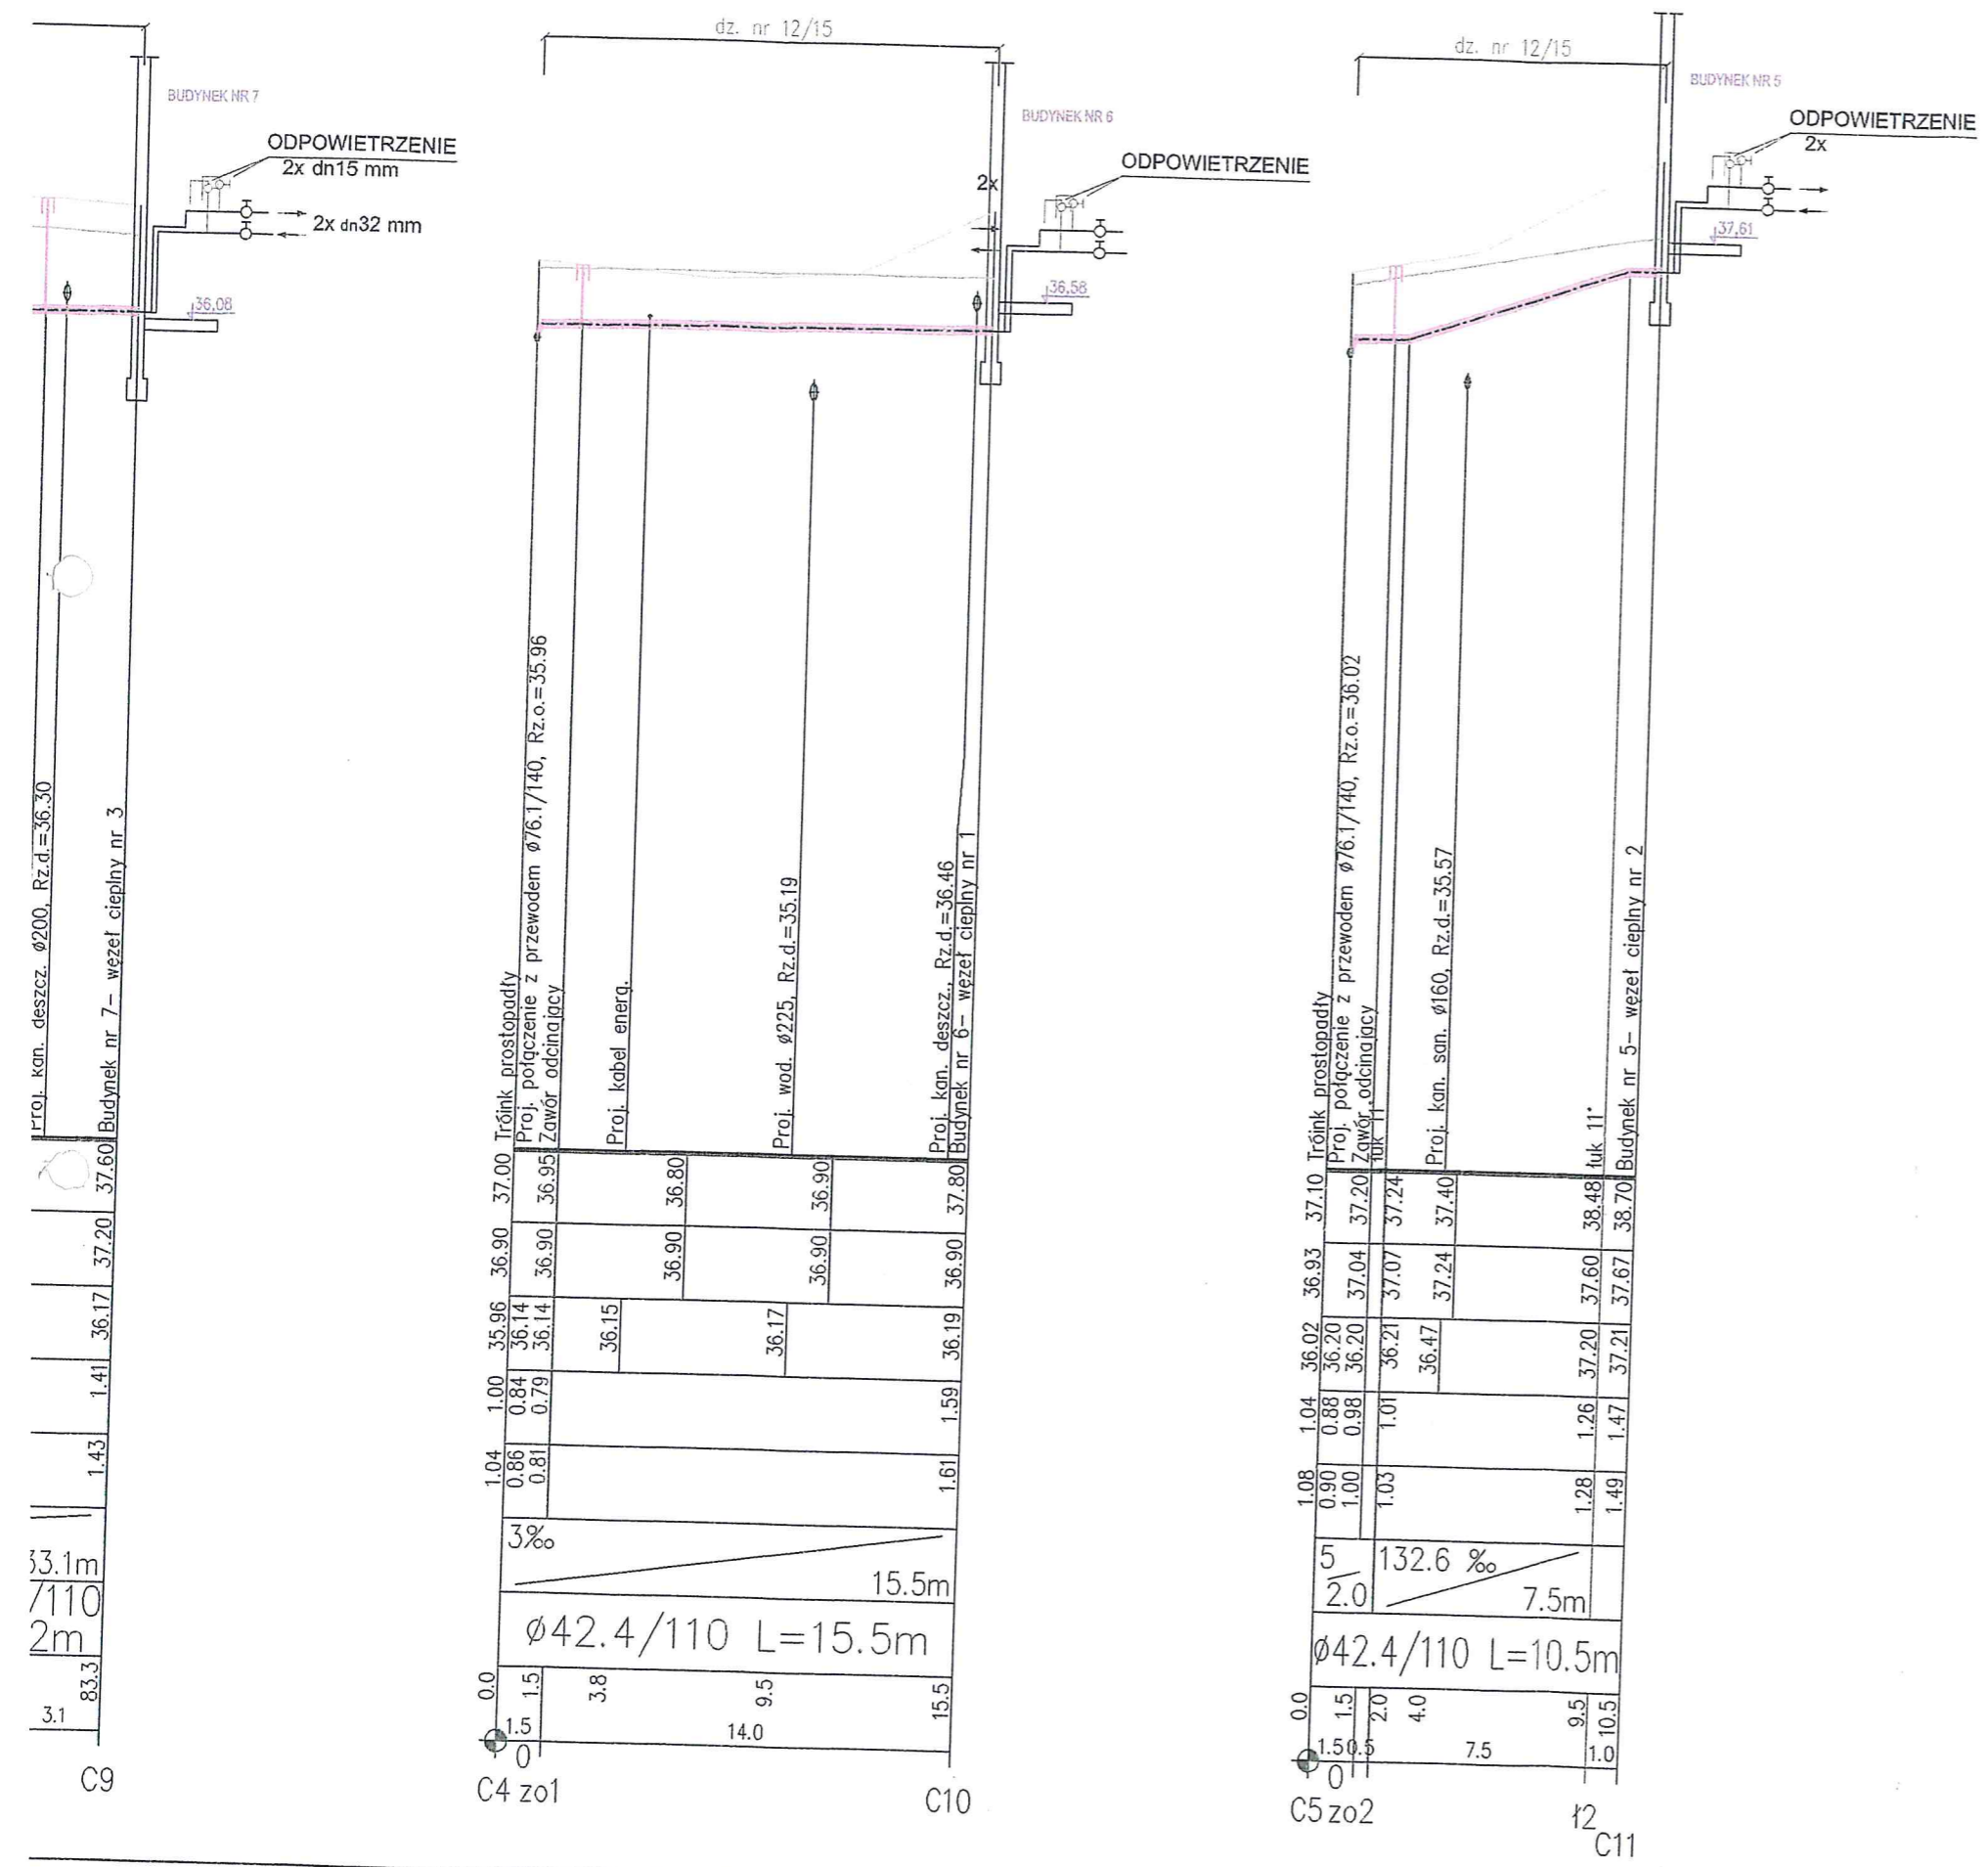 BUDYNEK NR 7
ODPOWIETRZENIE
2x dn15 mm
2x dn32 mm
36,08
Proj. kan. deszcz. ø200, Rz.d.=36.30
Budynek nr 7– węzeł cieplny nr 3
37.60
37.20
36.17
1.41
1.43
33.1m
/110
2m
83.3
3.1
C9
dz. nr 12/15
BUDYNEK NR 6
ODPOWIETRZENIE
2x
36,58
Tróink prostopadły
Proj. połączenie z przewodem ø76.1/140, Rz.o.=35.96
Zawór odcinający
Proj. kabel energ.
Proj. wod. ø225, Rz.d.=35.19
Proj. kan. deszcz., Rz.d.=36.46
Budynek nr 6– węzeł cieplny nr 1
37.00 36.95 36.80 36.90 37.80
36.90 36.90 36.90 36.90 36.90
35.96 36.14 36.14 36.15 36.17 36.19
1.00 0.84 0.79 1.59
1.04 0.86 0.81 1.61
3‰
15.5m
ø42.4/110 L=15.5m
0.0 1.5 3.8 9.5 15.5
1.5 14.0
0
C4 zo1 C10
dz. nr 12/15
BUDYNEK NR 5
ODPOWIETRZENIE
2x
37,61
Tróink prostopadły
Proj. połączenie z przewodem ø76.1/140, Rz.o.=36.02
Zawór odcinający
łuk 11°
Proj. kan. san. ø160, Rz.d.=35.57
łuk 11°
Budynek nr 5– węzeł cieplny nr 2
37.10 37.20 37.24 37.40 38.48 38.70
36.93 37.04 37.07 37.24 37.60 37.67
36.02 36.20 36.20 36.21 36.47 37.20 37.21
1.04 0.88 0.98 1.01 1.26 1.47
1.08 0.90 1.00 1.03 1.28 1.49
5 132.6 ‰
2.0 7.5m
ø42.4/110 L=10.5m
0.0 1.5 2.0 4.0 9.5 10.5
1.5 0.5 7.5 1.0
0
C5 zo2 ł2
C11